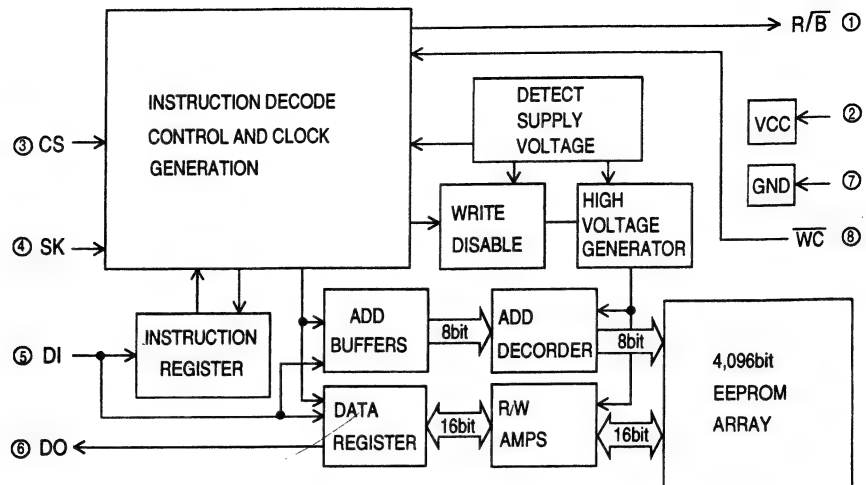 R/B ①
INSTRUCTION DECODE
CONTROL AND CLOCK
GENERATION
DETECT
SUPPLY
VOLTAGE
VCC ②
③ CS
GND ⑦
WRITE
DISABLE
HIGH
VOLTAGE
GENERATOR
④ SK
WC ⑧
INSTRUCTION
REGISTER
ADD
BUFFERS
8bit
ADD
DECORDER
8bit
4,096bit
EEPROM
ARRAY
⑤ DI
DATA
REGISTER
16bit
R/W
AMPS
16bit
⑥ DO